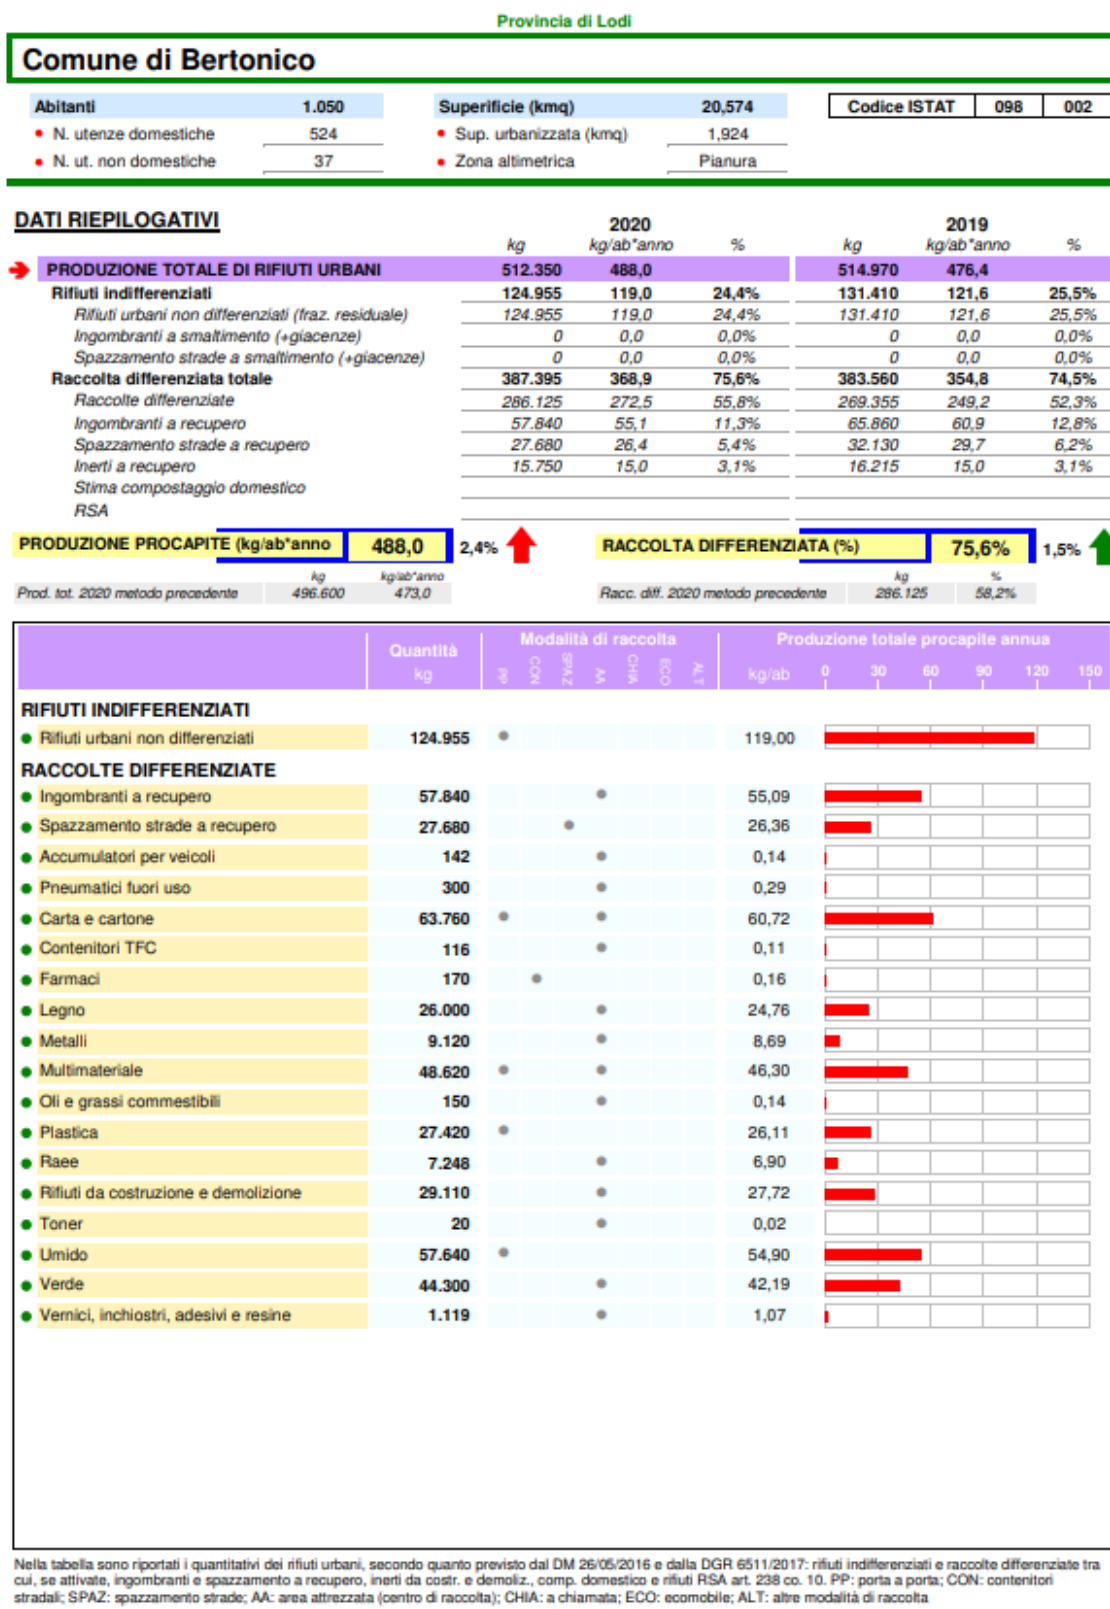 Provincia di Lodi
Comune di Bertonico
Abitanti 1.050 Superificie (kmq) 20,574 Codice ISTAT 098 002
• N. utenze domestiche 524 • Sup. urbanizzata (kmq) 1,924
• N. ut. non domestiche 37 • Zona altimetrica Pianura
DATI RIEPILOGATIVI 2020 2019
kg kg/ab*anno % kg kg/ab*anno %
PRODUZIONE TOTALE DI RIFIUTI URBANI 512.350 488,0 514.970 476,4
Rifiuti indifferenziati 124.955 119,0 24,4% 131.410 121,6 25,5%
Rifiuti urbani non differenziati (fraz. residuale) 124.955 119,0 24,4% 131.410 121,6 25,5%
Ingombranti a smaltimento (+giacenze) 0 0,0 0,0% 0 0,0 0,0%
Spazzamento strade a smaltimento (+giacenze) 0 0,0 0,0% 0 0,0 0,0%
Raccolta differenziata totale 387.395 368,9 75,6% 383.560 354,8 74,5%
Raccolte differenziate 286.125 272,5 55,8% 269.355 249,2 52,3%
Ingombranti a recupero 57.840 55,1 11,3% 65.860 60,9 12,8%
Spazzamento strade a recupero 27.680 26,4 5,4% 32.130 29,7 6,2%
Inerti a recupero 15.750 15,0 3,1% 16.215 15,0 3,1%
Stima compostaggio domestico
RSA
PRODUZIONE PROCAPITE (kg/ab*anno 488,0 2,4% RACCOLTA DIFFERENZIATA (%) 75,6% 1,5%
kg kg/ab*anno kg %
Prod. tot. 2020 metodo precedente 496.600 473,0 Racc. diff. 2020 metodo precedente 286.125 58,2%
Quantità Modalità di raccolta Produzione totale procapite annua
kg PP CON SPAZ AA CHIA ECO ALT kg/ab 0 30 60 90 120 150
RIFIUTI INDIFFERENZIATI
Rifiuti urbani non differenziati 124.955 119,00
RACCOLTE DIFFERENZIATE
Ingombranti a recupero 57.840 55,09
Spazzamento strade a recupero 27.680 26,36
Accumulatori per veicoli 142 0,14
Pneumatici fuori uso 300 0,29
Carta e cartone 63.760 60,72
Contenitori TFC 116 0,11
Farmaci 170 0,16
Legno 26.000 24,76
Metalli 9.120 8,69
Multimateriale 48.620 46,30
Oli e grassi commestibili 150 0,14
Plastica 27.420 26,11
Raee 7.248 6,90
Rifiuti da costruzione e demolizione 29.110 27,72
Toner 20 0,02
Umido 57.640 54,90
Verde 44.300 42,19
Vernici, inchiostri, adesivi e resine 1.119 1,07
Nella tabella sono riportati i quantitativi dei rifiuti urbani, secondo quanto previsto dal DM 26/05/2016 e dalla DGR 6511/2017: rifiuti indifferenziati e raccolte differenziate tra
cui, se attivate, ingombranti e spazzamento a recupero, inerti da costr. e demoliz., comp. domestico e rifiuti RSA art. 238 co. 10. PP: porta a porta; CON: contenitori
stradali; SPAZ: spazzamento strade; AA: area attrezzata (centro di raccolta); CHIA: a chiamata; ECO: ecomobile; ALT: altre modalità di raccolta